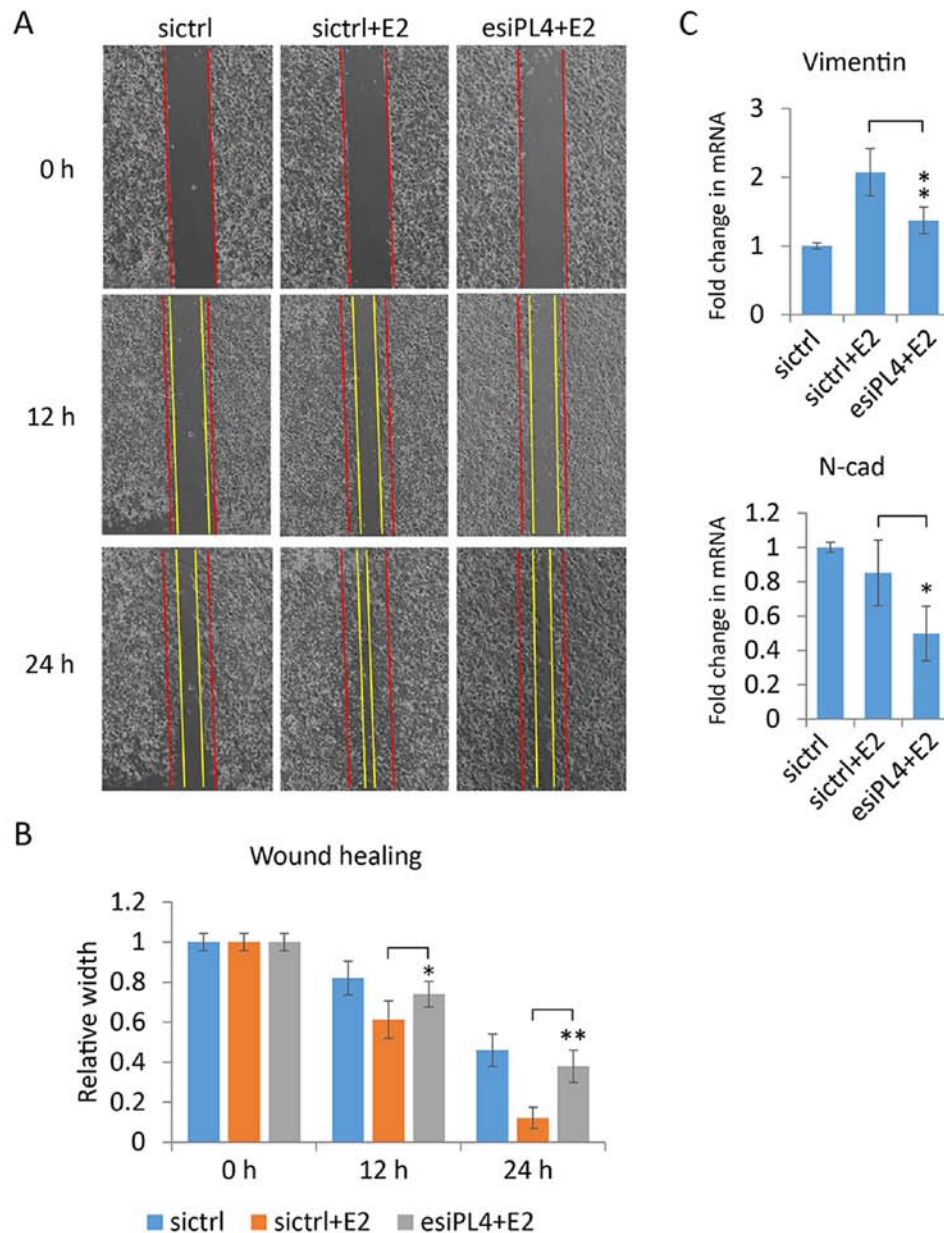 A
sictrl
sictrl+E2
esiPL4+E2
0 h
12 h
24 h
B
Wound healing
Relative width
1.2
1
0.8
0.6
0.4
0.2
0
*
**
0 h
12 h
24 h
sictrl
sictrl+E2
esiPL4+E2
C
Vimentin
Fold change in mRNA
3
2
1
0
*
*
sictrl
sictrl+E2
esiPL4+E2
N-cad
Fold change in mRNA
1.2
1
0.8
0.6
0.4
0.2
0
*
sictrl
sictrl+E2
esiPL4+E2